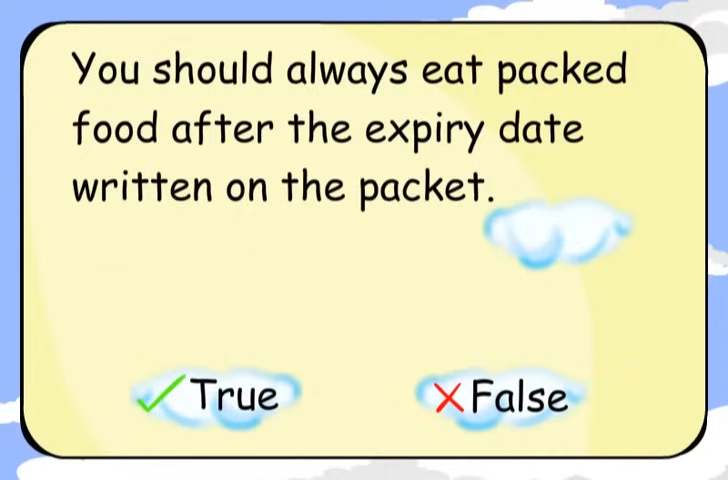 You should always eat packed
food after the expiry date
written on the packet.
True
False